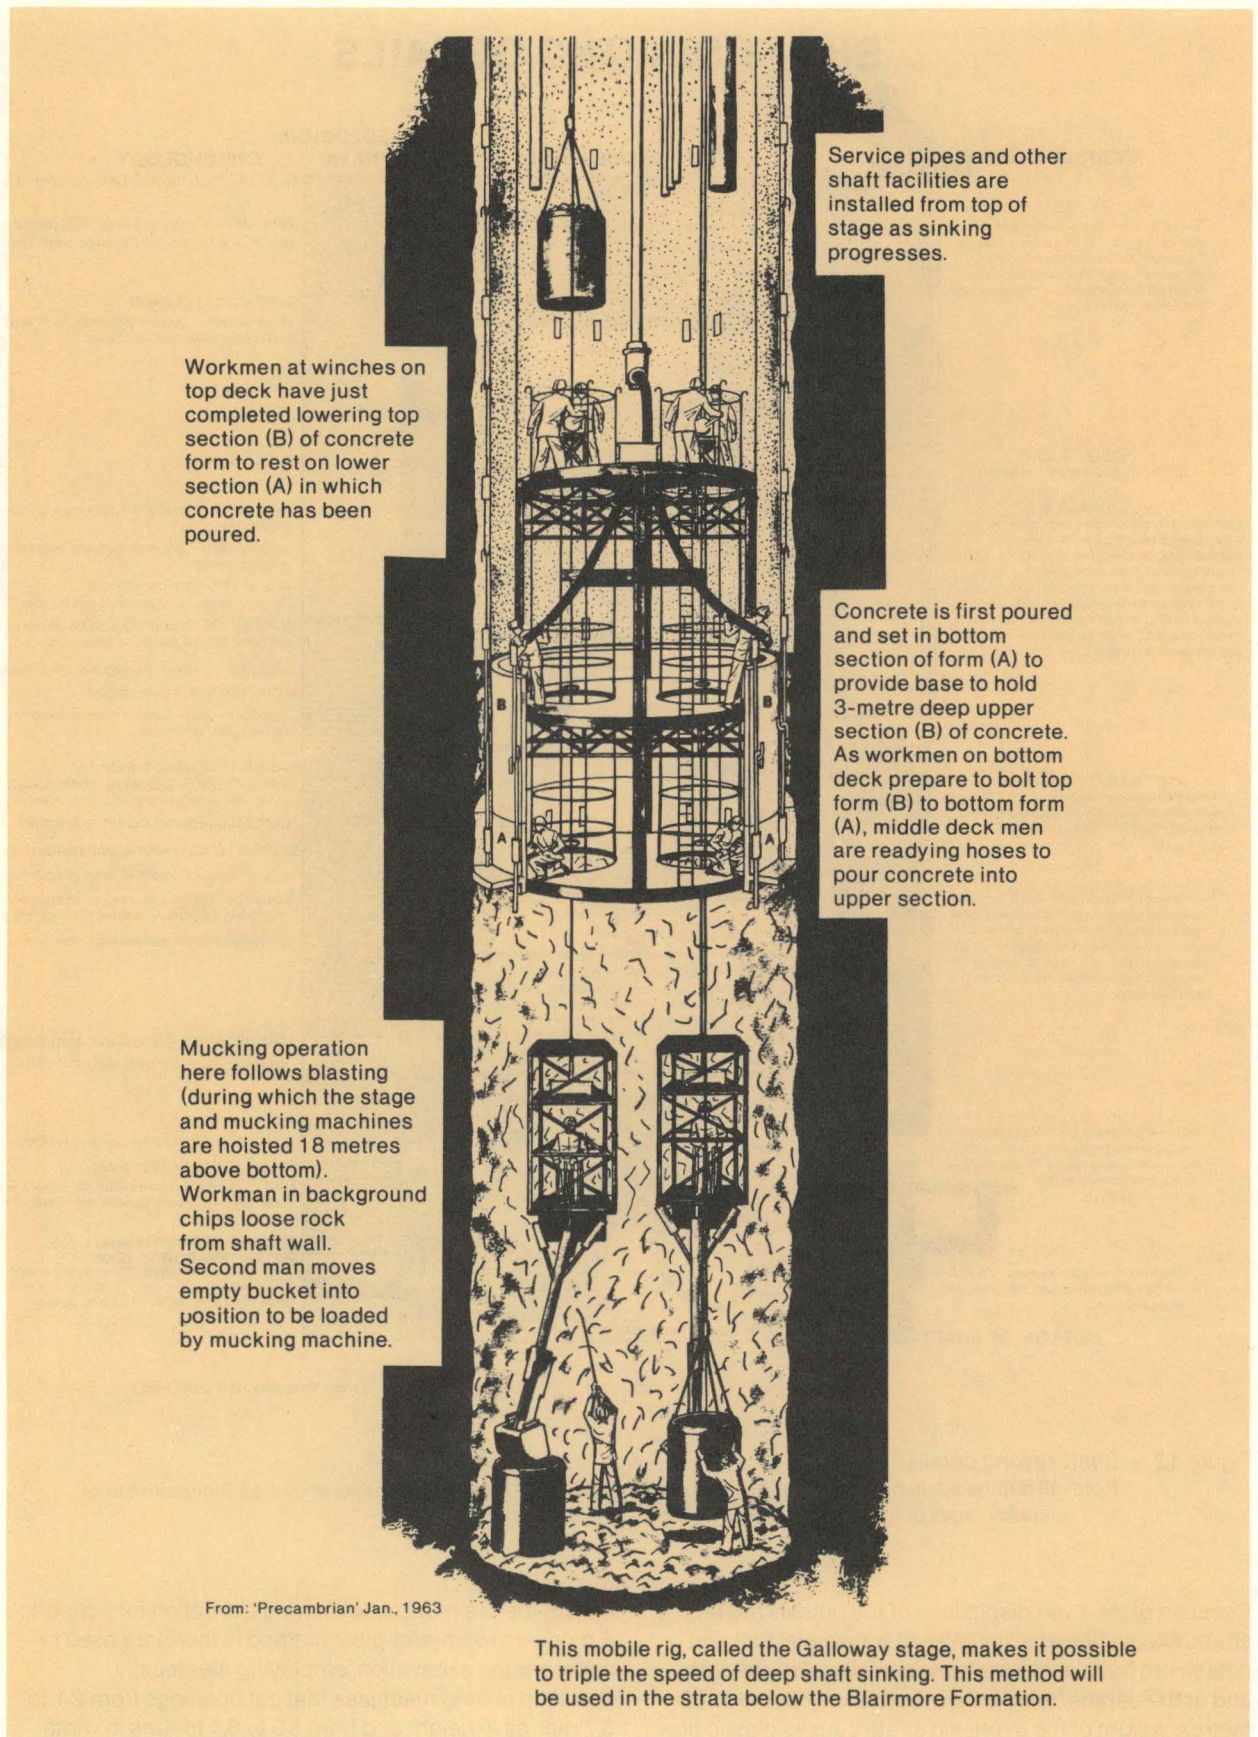 Service pipes and other
shaft facilities are
installed from top of
stage as sinking
progresses.
Workmen at winches on
top deck have just
completed lowering top
section (B) of concrete
form to rest on lower
section (A) in which
concrete has been
poured.
Concrete is first poured
and set in bottom
section of form (A) to
provide base to hold
3-metre deep upper
section (B) of concrete.
As workmen on bottom
deck prepare to bolt top
form (B) to bottom form
(A), middle deck men
are readying hoses to
pour concrete into
upper section.
B
B
A
A
Mucking operation
here follows blasting
(during which the stage
and mucking machines
are hoisted 18 metres
above bottom).
Workman in background
chips loose rock
from shaft wall.
Second man moves
empty bucket into
position to be loaded
by mucking machine.
From: 'Precambrian' Jan., 1963
This mobile rig, called the Galloway stage, makes it possible
to triple the speed of deep shaft sinking. This method will
be used in the strata below the Blairmore Formation.